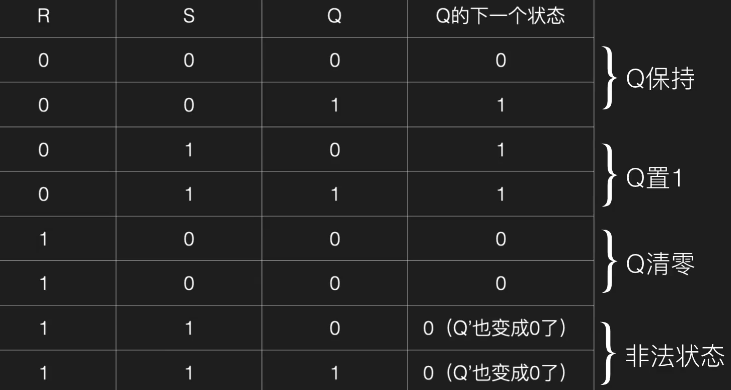 R S Q Q的下一个状态
0 0 0 0
0 0 1 1
Q保持
0 1 0 1
0 1 1 1
Q置1
1 0 0 0
1 0 0 0
Q清零
1 1 0 0（Q'也变成0了）
1 1 1 0（Q'也变成0了）
非法状态